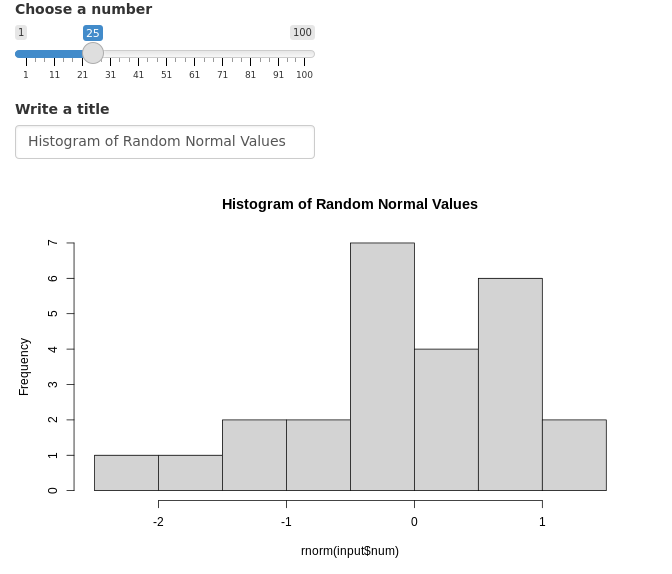 Choose a number
1 25 100
1 11 21 31 41 51 61 71 81 91 100
Write a title
Histogram of Random Normal Values
Histogram of Random Normal Values
7
6
5
4
3
2
1
0
Frequency
-2 -1 0 1
rnorm(input$num)